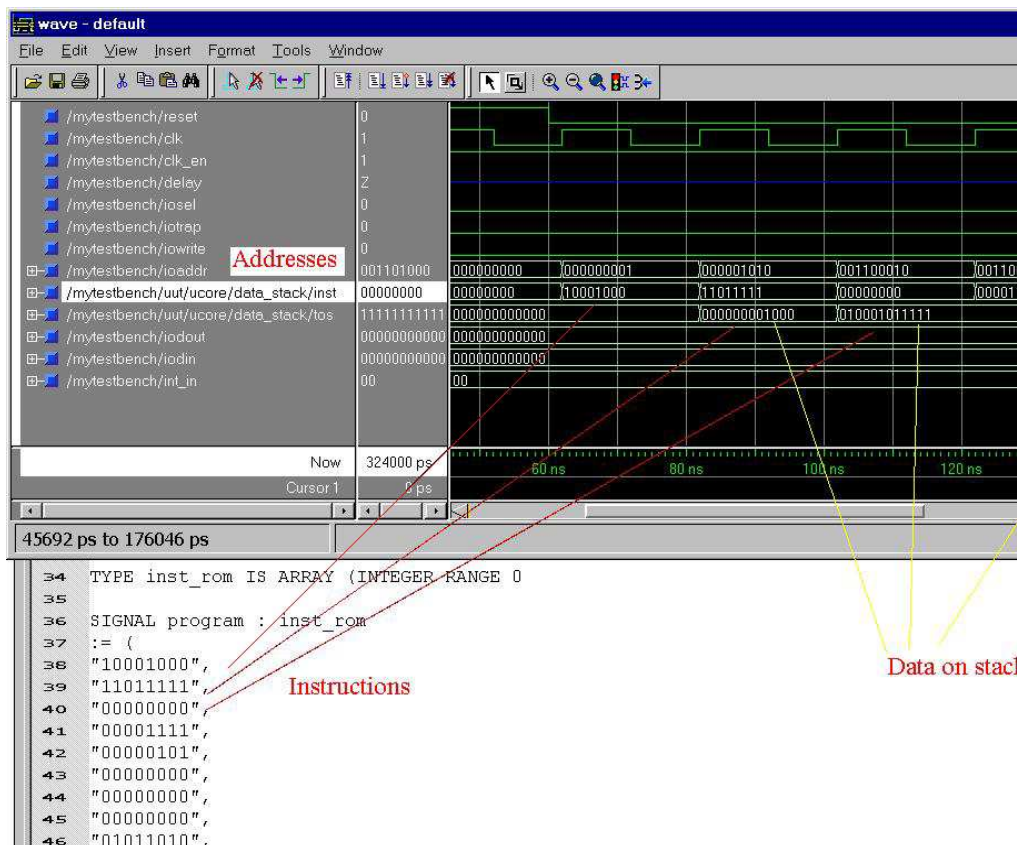 wave - default
File Edit View Insert Format Tools Window
/mytestbench/reset 0
/mytestbench/clk 1
/mytestbench/clk_en 1
/mytestbench/delay Z
/mytestbench/iosel 0
/mytestbench/iotrap 0
/mytestbench/iowrite 0
Addresses
/mytestbench/ioaddr 001101000 000000000 000000001 000001010 001100010 00110
/mytestbench/uut/ucore/data_stack/inst 00000000 00000000 10001000 11011111 00000000 00001
/mytestbench/uut/ucore/data_stack/tos 11111111111 000000000000 000000001000 010001011111
/mytestbench/iodout 00000000000 000000000000
/mytestbench/iodin 00000000000 000000000000
/mytestbench/int_in 00 00
Now 324000 ps 60 ns 80 ns 100 ns 120 ns
Cursor 1 0 ps
45692 ps to 176046 ps
34 TYPE inst_rom IS ARRAY (INTEGER RANGE 0
35
36 SIGNAL program : inst_rom
37 := (
38 "10001000",
39 "11011111",
40 "00000000",
41 "00001111",
42 "00000101",
43 "00000000",
44 "00000000",
45 "00000000",
46 "01011010",
Instructions
Data on stack